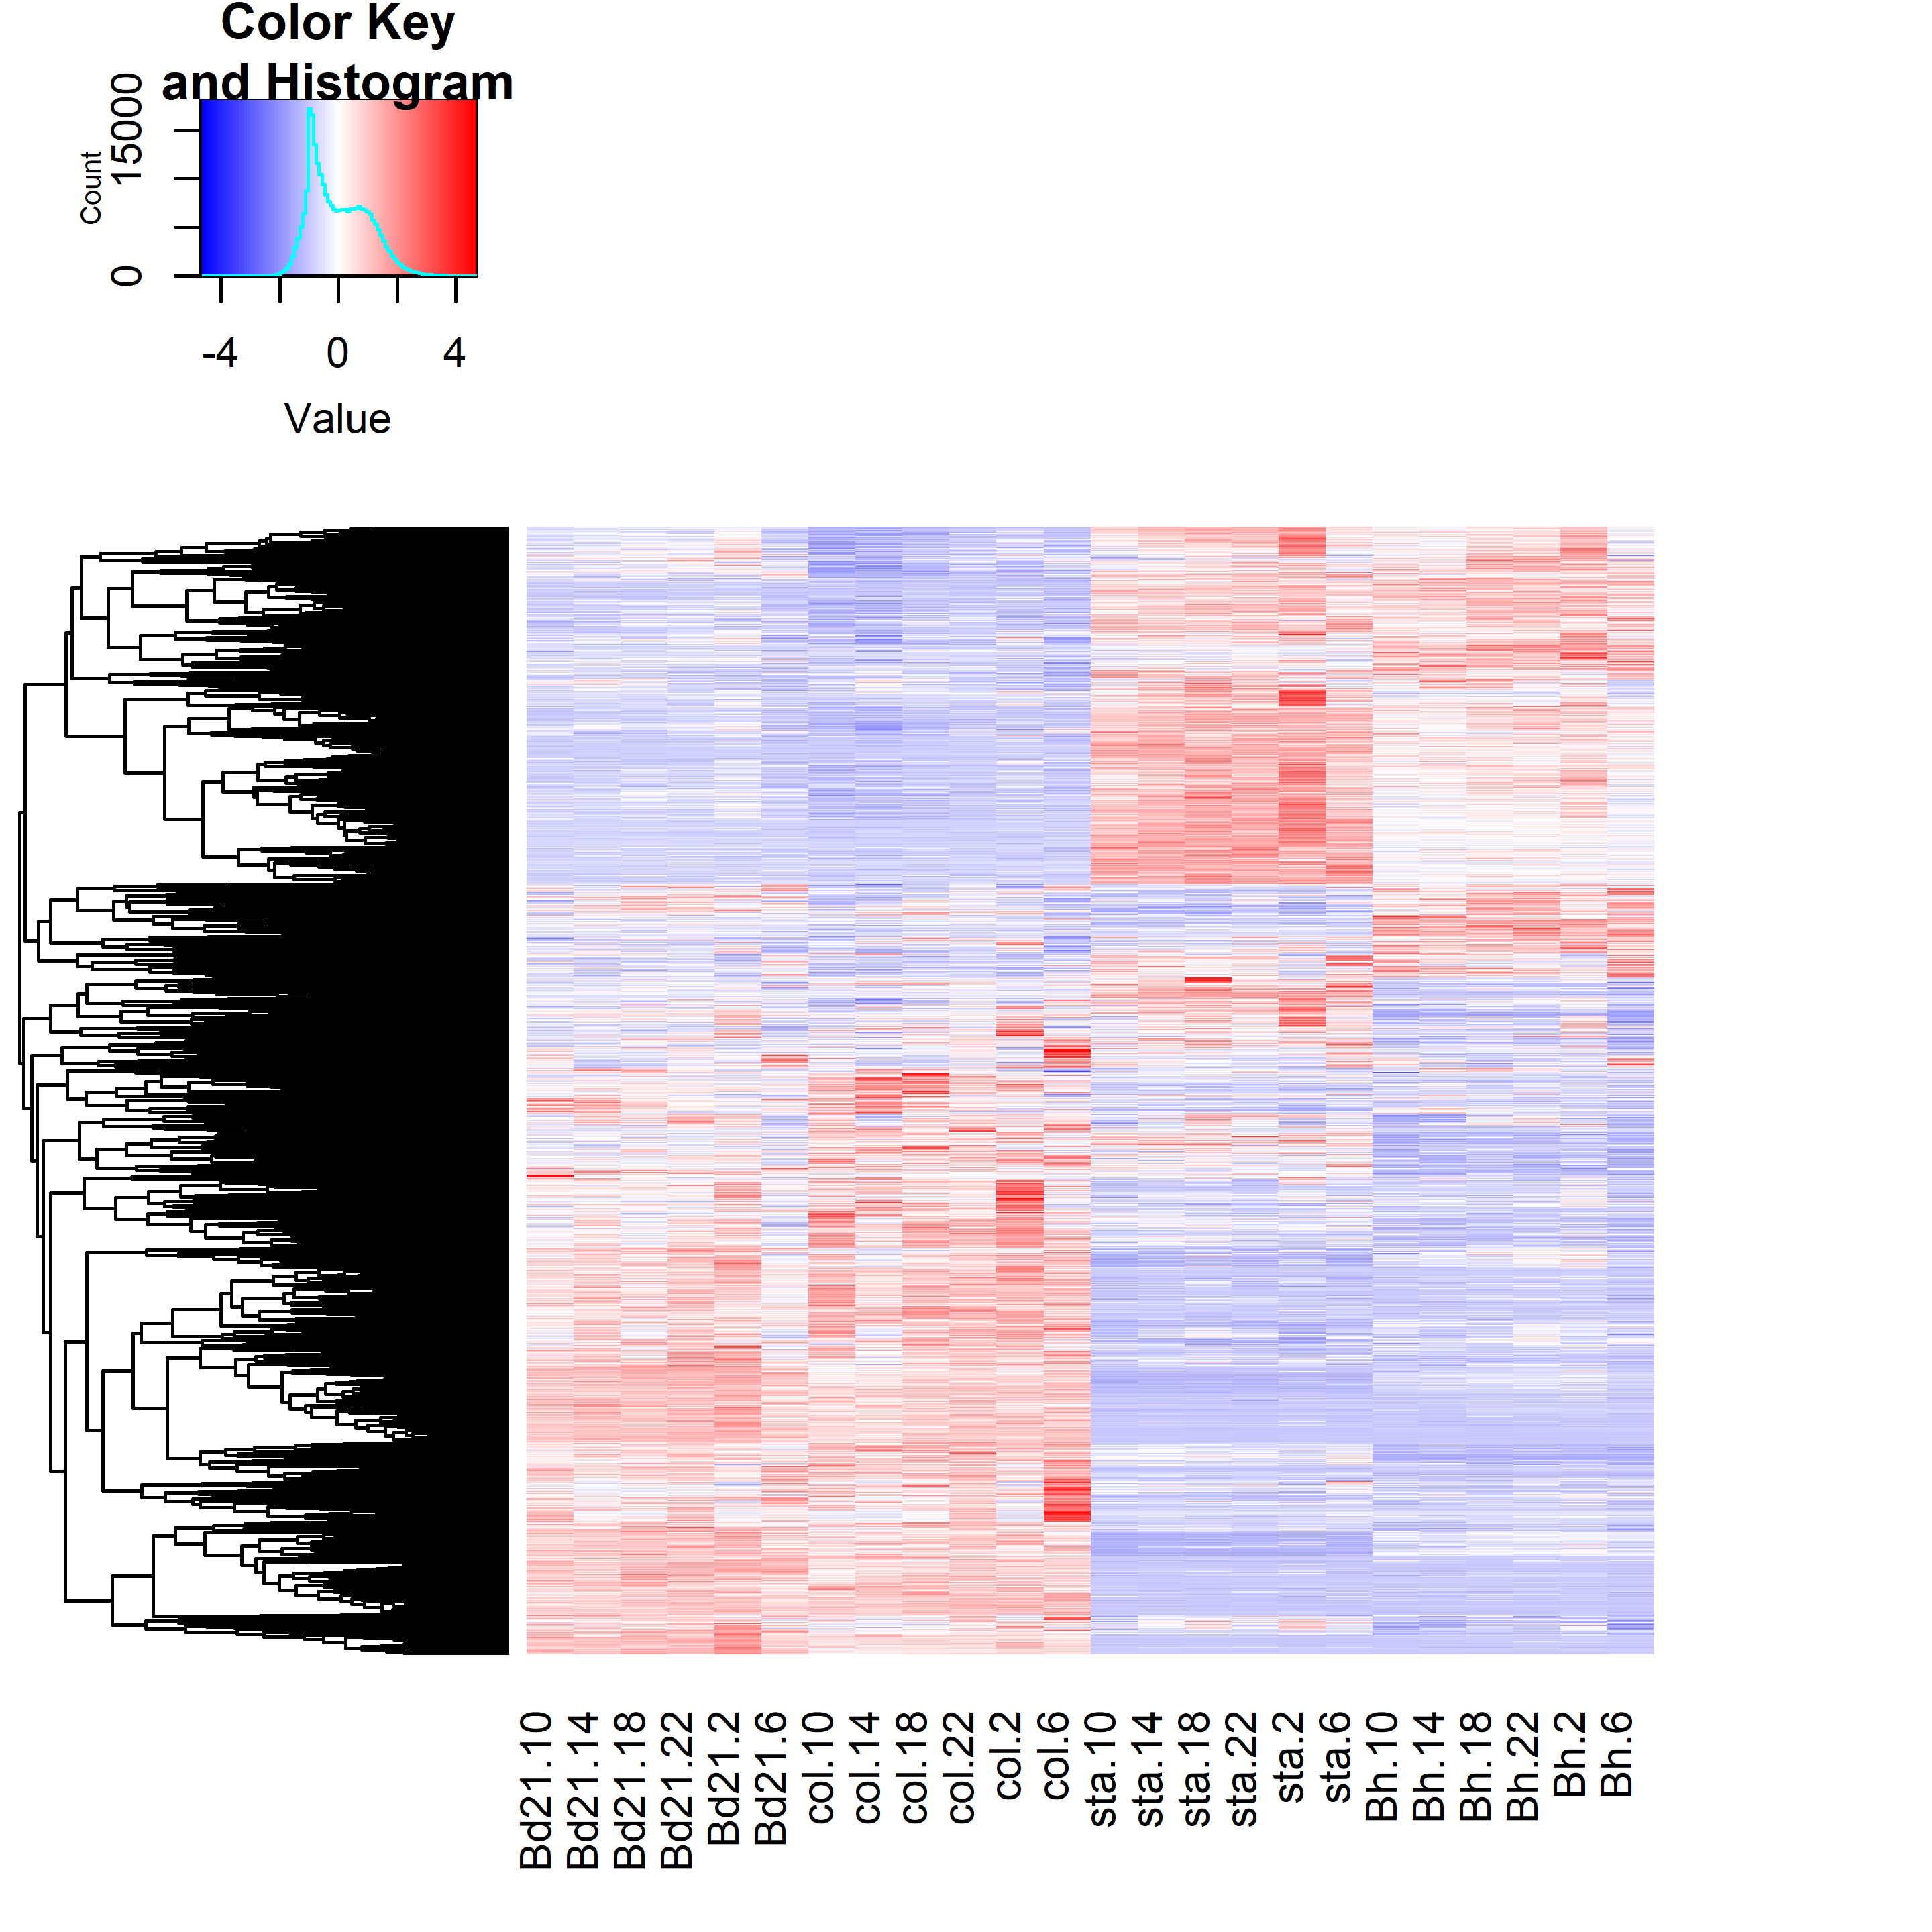 Color Key
and Histogram
Count
0
15000
-4
0
4
Value
Bd21.10
Bd21.14
Bd21.18
Bd21.22
Bd21.2
Bd21.6
col.10
col.14
col.18
col.22
col.2
col.6
sta.10
sta.14
sta.18
sta.22
sta.2
sta.6
Bh.10
Bh.14
Bh.18
Bh.22
Bh.2
Bh.6